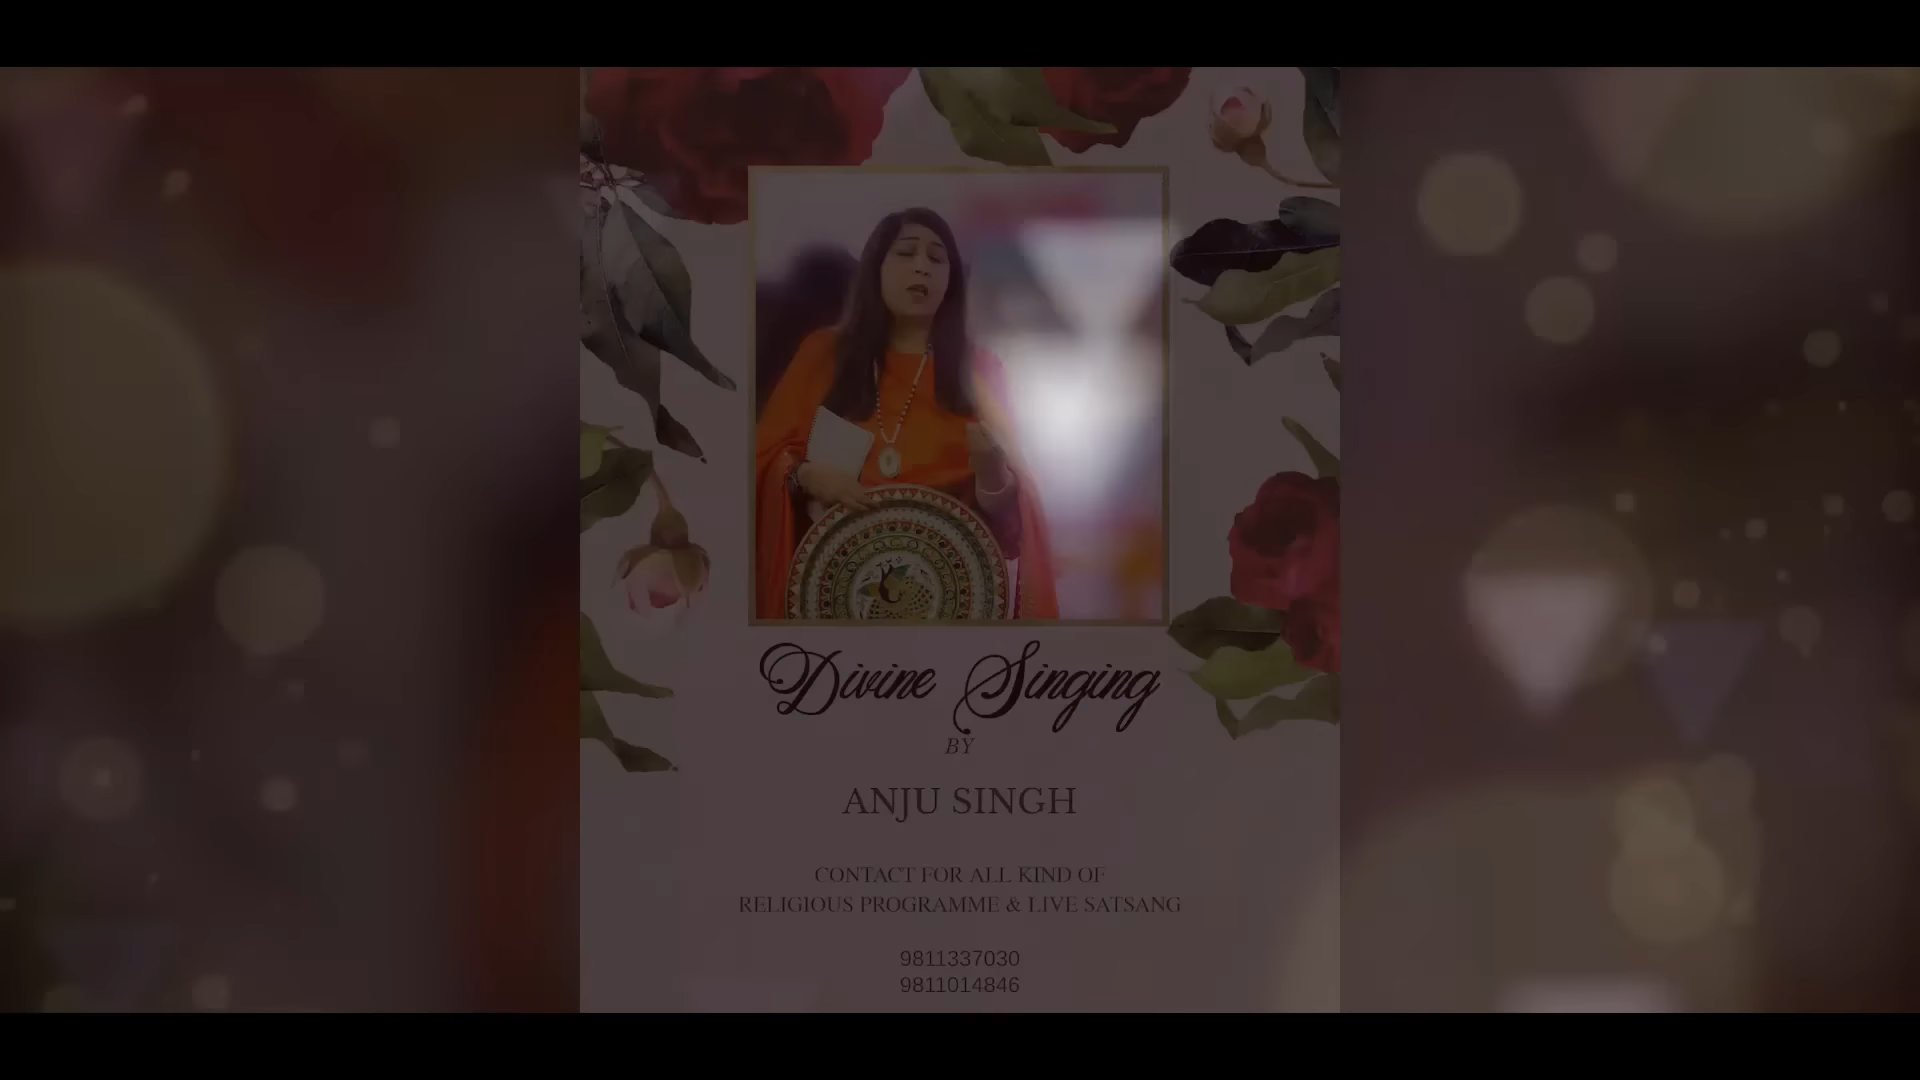 Divine Singing
BY
ANJU SINGH
CONTACT FOR ALL KIND OF
RELIGIOUS PROGRAMME & LIVE SATSANG
9811337030
9811014846